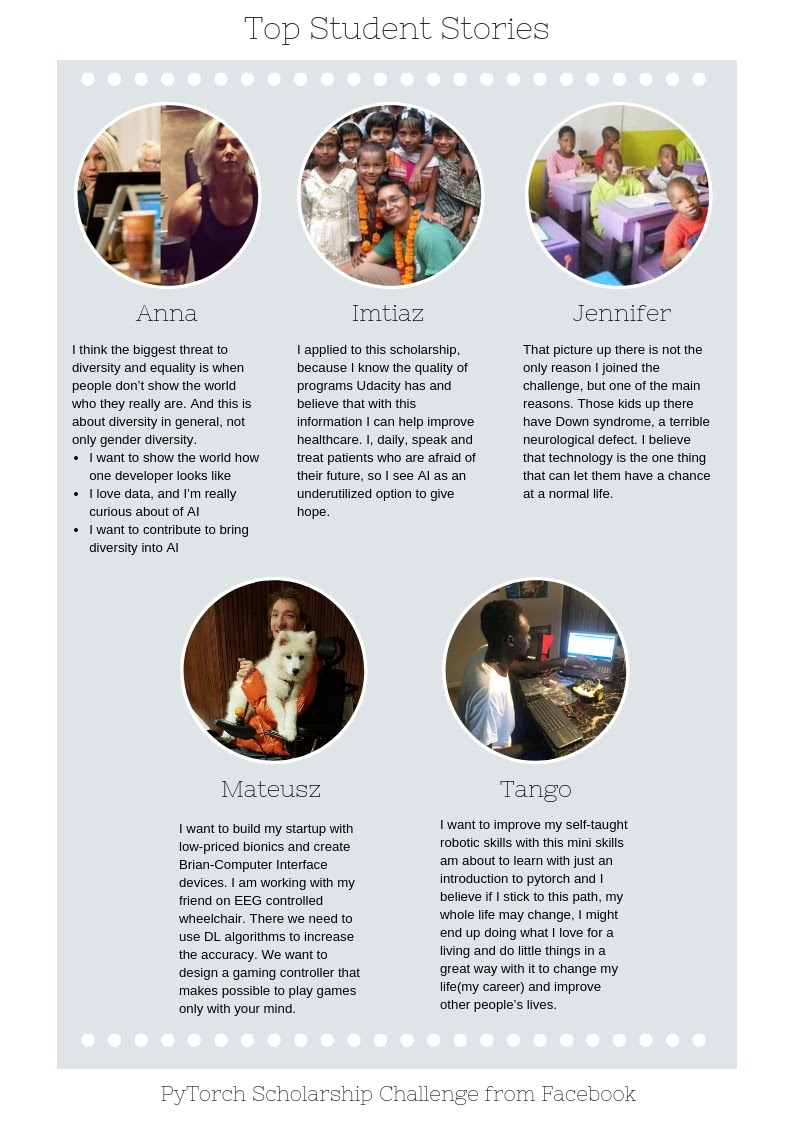 Top Student Stories
Anna
I think the biggest threat to
diversity and equality is when
people don't show the world
who they really are. And this is
about diversity in general, not
only gender diversity.
• I want to show the world how
one developer looks like
• I love data, and I'm really
curious about of AI
• I want to contribute to bring
diversity into AI
Imtiaz
I applied to this scholarship,
because I know the quality of
programs Udacity has and
believe that with this
information I can help improve
healthcare. I, daily, speak and
treat patients who are afraid of
their future, so I see AI as an
underutilized option to give
hope.
Jennifer
That picture up there is not the
only reason I joined the
challenge, but one of the main
reasons. Those kids up there
have Down syndrome, a terrible
neurological defect. I believe
that technology is the one thing
that can let them have a chance
at a normal life.
Mateusz
I want to build my startup with
low-priced bionics and create
Brian-Computer Interface
devices. I am working with my
friend on EEG controlled
wheelchair. There we need to
use DL algorithms to increase
the accuracy. We want to
design a gaming controller that
makes possible to play games
only with your mind.
Tango
I want to improve my self-taught
robotic skills with this mini skills
am about to learn with just an
introduction to pytorch and I
believe if I stick to this path, my
whole life may change, I might
end up doing what I love for a
living and do little things in a
great way with it to change my
life(my career) and improve
other people's lives.
PyTorch Scholarship Challenge from Facebook